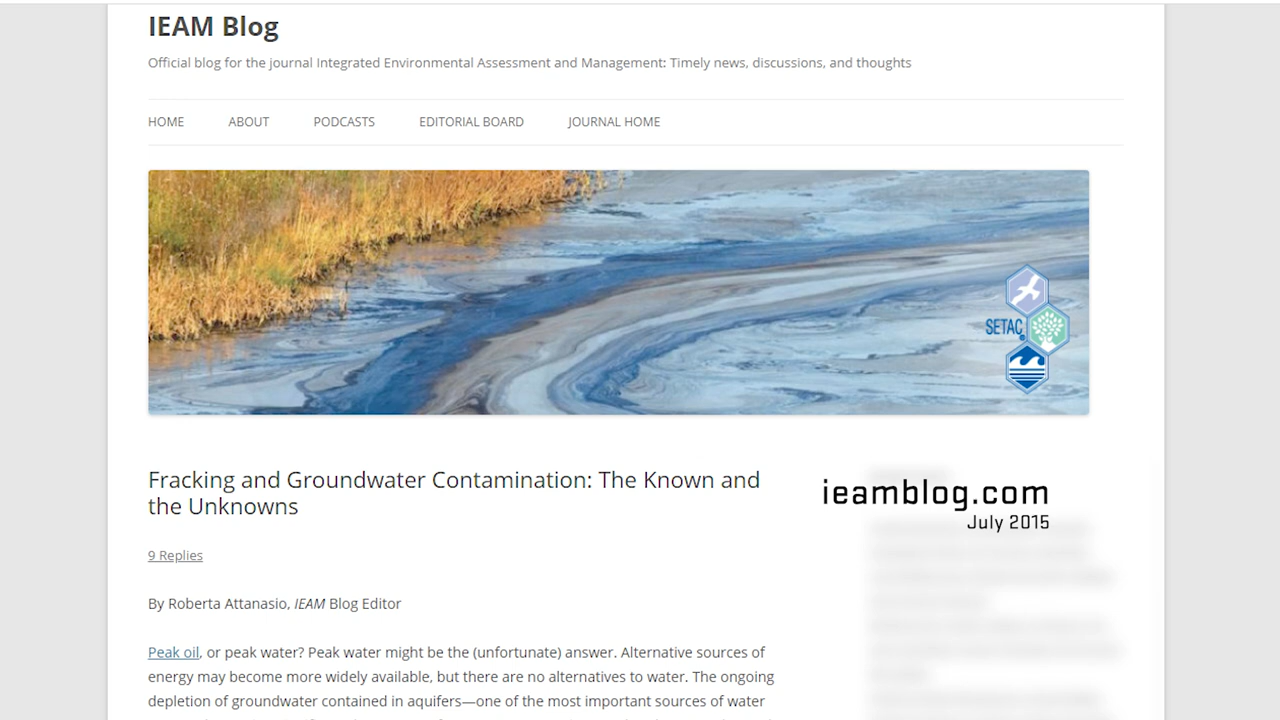 IEAM Blog
Official blog for the journal Integrated Environmental Assessment and Management: Timely news, discussions, and thoughts
HOME ABOUT PODCASTS EDITORIAL BOARD JOURNAL HOME
SETAC
Fracking and Groundwater Contamination: The Known and
the Unknowns
ieamblog.com
July 2015
9 Replies
By Roberta Attanasio, IEAM Blog Editor
Peak oil, or peak water? Peak water might be the (unfortunate) answer. Alternative sources of
energy may become more widely available, but there are no alternatives to water. The ongoing
depletion of groundwater contained in aquifers—one of the most important sources of water